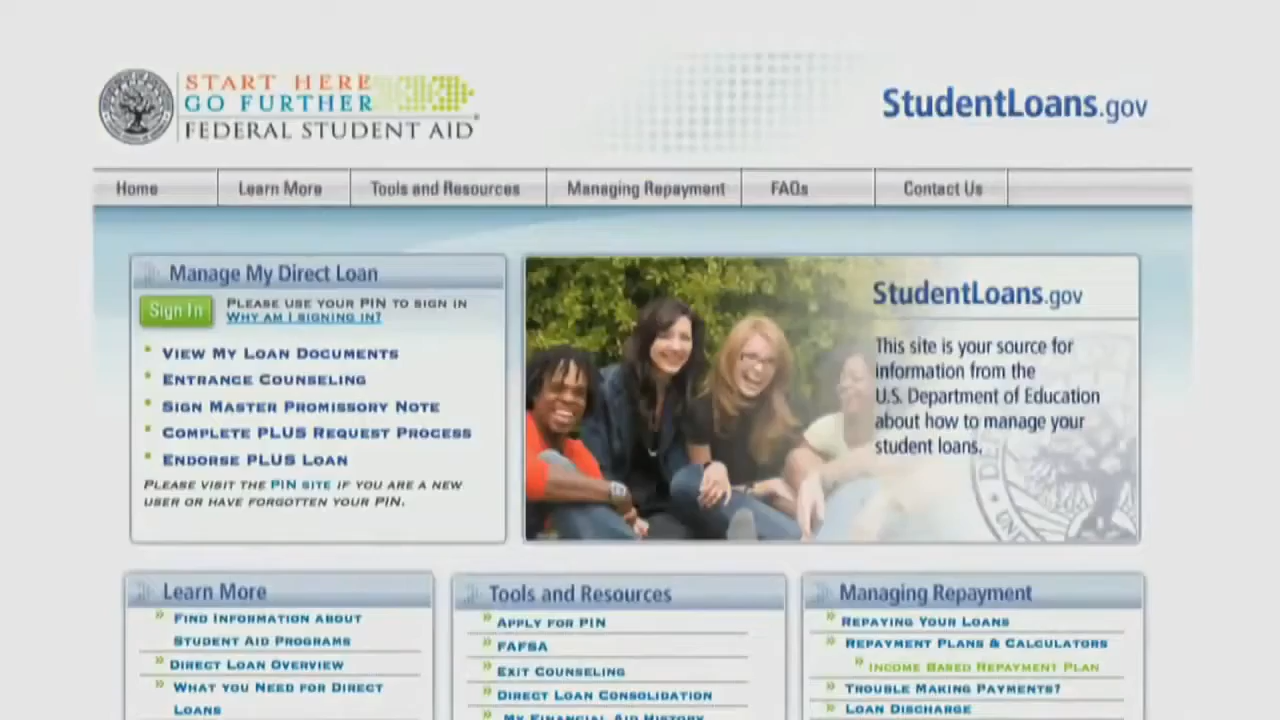 START HERE
GO FURTHER
FEDERAL STUDENT AID
StudentLoans.gov
Home
Learn More
Tools and Resources
Managing Repayment
FAQs
Contact Us
Manage My Direct Loan
Sign In
PLEASE USE YOUR PIN TO SIGN IN
WHY AM I SIGNING IN?
VIEW MY LOAN DOCUMENTS
ENTRANCE COUNSELING
SIGN MASTER PROMISSORY NOTE
COMPLETE PLUS REQUEST PROCESS
ENDORSE PLUS LOAN
PLEASE VISIT THE PIN SITE IF YOU ARE A NEW
USER OR HAVE FORGOTTEN YOUR PIN.
StudentLoans.gov
This site is your source for
information from the
U.S. Department of Education
about how to manage your
student loans.
Learn More
FIND INFORMATION ABOUT
STUDENT AID PROGRAMS
DIRECT LOAN OVERVIEW
WHAT YOU NEED FOR DIRECT
LOANS
Tools and Resources
APPLY FOR PIN
FAFSA
EXIT COUNSELING
DIRECT LOAN CONSOLIDATION
MY FINANCIAL AID HISTORY
Managing Repayment
REPAYING YOUR LOANS
REPAYMENT PLANS & CALCULATORS
INCOME BASED REPAYMENT PLAN
TROUBLE MAKING PAYMENTS?
LOAN DISCHARGE